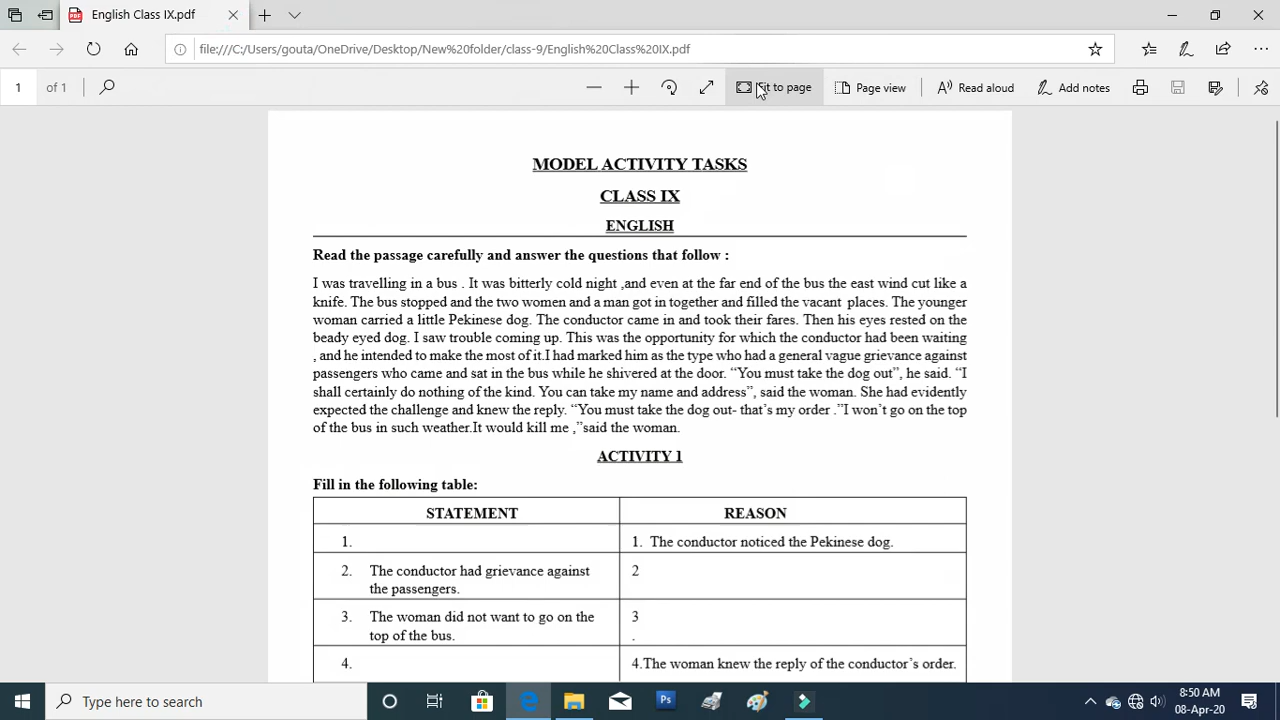 English Class IX.pdf
file:///C:/Users/gouta/OneDrive/Desktop/New%20folder/class-9/English%20Class%20IX.pdf
1 of 1 to page Page view Read aloud Add notes
MODEL ACTIVITY TASKS
CLASS IX
ENGLISH
Read the passage carefully and answer the questions that follow :
I was travelling in a bus . It was bitterly cold night ,and even at the far end of the bus the east wind cut like a
knife. The bus stopped and the two women and a man got in together and filled the vacant places. The younger
woman carried a little Pekinese dog. The conductor came in and took their fares. Then his eyes rested on the
beady eyed dog. I saw trouble coming up. This was the opportunity for which the conductor had been waiting
, and he intended to make the most of it.I had marked him as the type who had a general vague grievance against
passengers who came and sat in the bus while he shivered at the door. “You must take the dog out”, he said. “I
shall certainly do nothing of the kind. You can take my name and address”, said the woman. She had evidently
expected the challenge and knew the reply. “You must take the dog out- that’s my order .”I won’t go on the top
of the bus in such weather.It would kill me ,”said the woman.
ACTIVITY 1
Fill in the following table:
STATEMENT REASON
1. 1. The conductor noticed the Pekinese dog.
2. The conductor had grievance against 2
the passengers.
3. The woman did not want to go on the 3
top of the bus. .
4. 4.The woman knew the reply of the conductor’s order.
Type here to search
Ps
8:50 AM
08-Apr-20